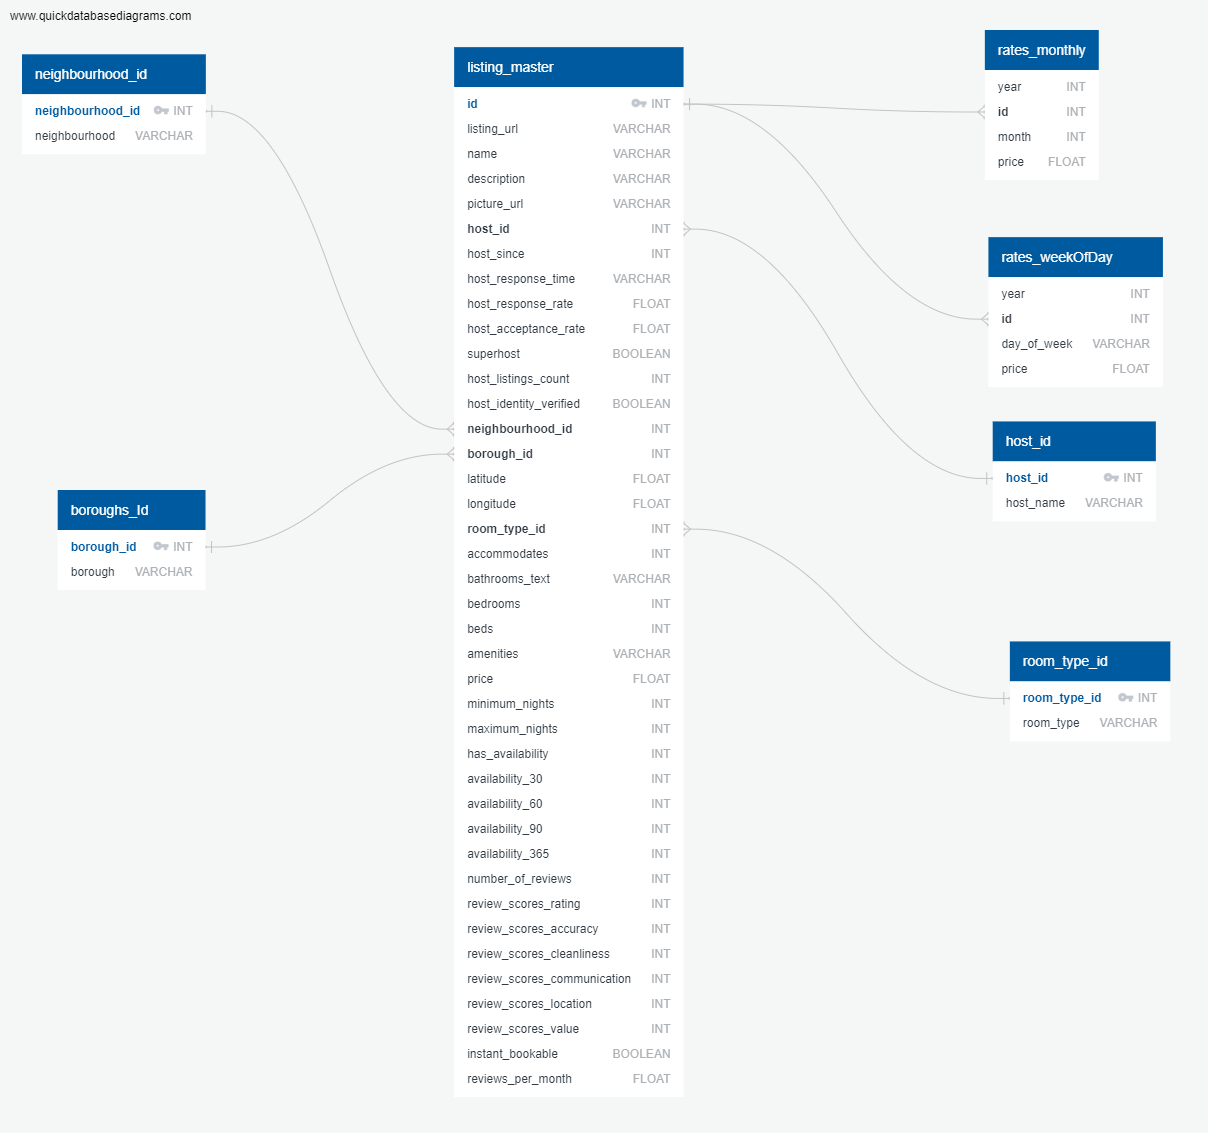 www.quickdatabasediagrams.com
neighbourhood_id
neighbourhood_id INT
neighbourhood VARCHAR
boroughs_Id
borough_id INT
borough VARCHAR
listing_master
id INT
listing_url VARCHAR
name VARCHAR
description VARCHAR
picture_url VARCHAR
host_id INT
host_since INT
host_response_time VARCHAR
host_response_rate FLOAT
host_acceptance_rate FLOAT
superhost BOOLEAN
host_listings_count INT
host_identity_verified BOOLEAN
neighbourhood_id INT
borough_id INT
latitude FLOAT
longitude FLOAT
room_type_id INT
accommodates INT
bathrooms_text VARCHAR
bedrooms INT
beds INT
amenities VARCHAR
price FLOAT
minimum_nights INT
maximum_nights INT
has_availability INT
availability_30 INT
availability_60 INT
availability_90 INT
availability_365 INT
number_of_reviews INT
review_scores_rating INT
review_scores_accuracy INT
review_scores_cleanliness INT
review_scores_communication INT
review_scores_location INT
review_scores_value INT
instant_bookable BOOLEAN
reviews_per_month FLOAT
rates_monthly
year INT
id INT
month INT
price FLOAT
rates_weekOfDay
year INT
id INT
day_of_week VARCHAR
price FLOAT
host_id
host_id INT
host_name VARCHAR
room_type_id
room_type_id INT
room_type VARCHAR